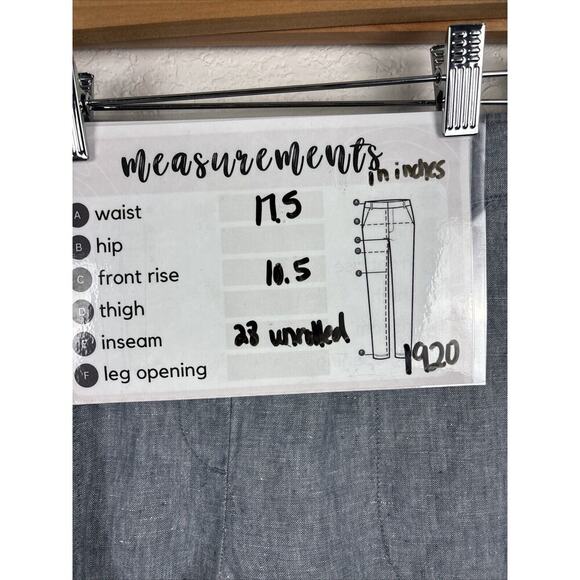 measurements
in inches
A waist 17.5
B hip
C front rise 10.5
D thigh
E inseam 23 unrolled
F leg opening
1920